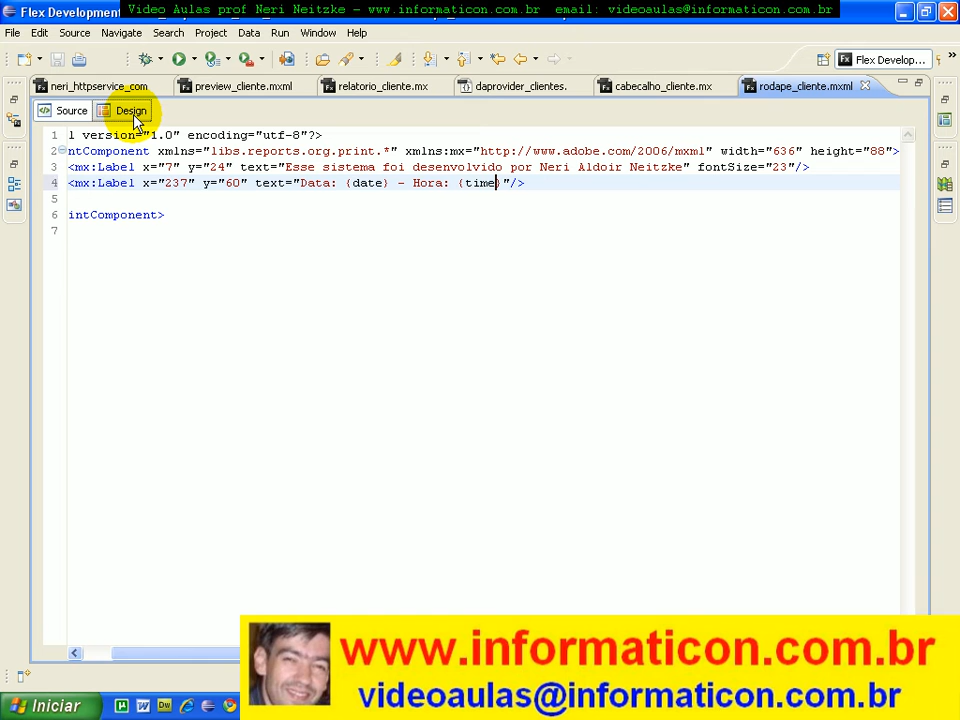 Flex Development
Video Aulas prof Neri Neitzke - www.informaticon.com.br email: videoaulas@informaticon.com.br
File Edit Source Navigate Search Project Data Run Window Help
Flex Develop...
neri_httpservice_com preview_cliente.mxml relatorio_cliente.mx daprovider_clientes. cabecalho_cliente.mx rodape_cliente.mxml
Source Design
1 l version="1.0" encoding="utf-8"?>
2 ntComponent xmlns="libs.reports.org.print.*" xmlns:mx="http://www.adobe.com/2006/mxml" width="636" height="88">
3 <mx:Label x="7" y="24" text="Esse sistema foi desenvolvido por Neri Aldoir Neitzke" fontSize="23"/>
4 <mx:Label x="237" y="60" text="Data: {date} - Hora: {time}"/>
5
6 intComponent>
7
www.informaticon.com.br
videoaulas@informaticon.com.br
Iniciar